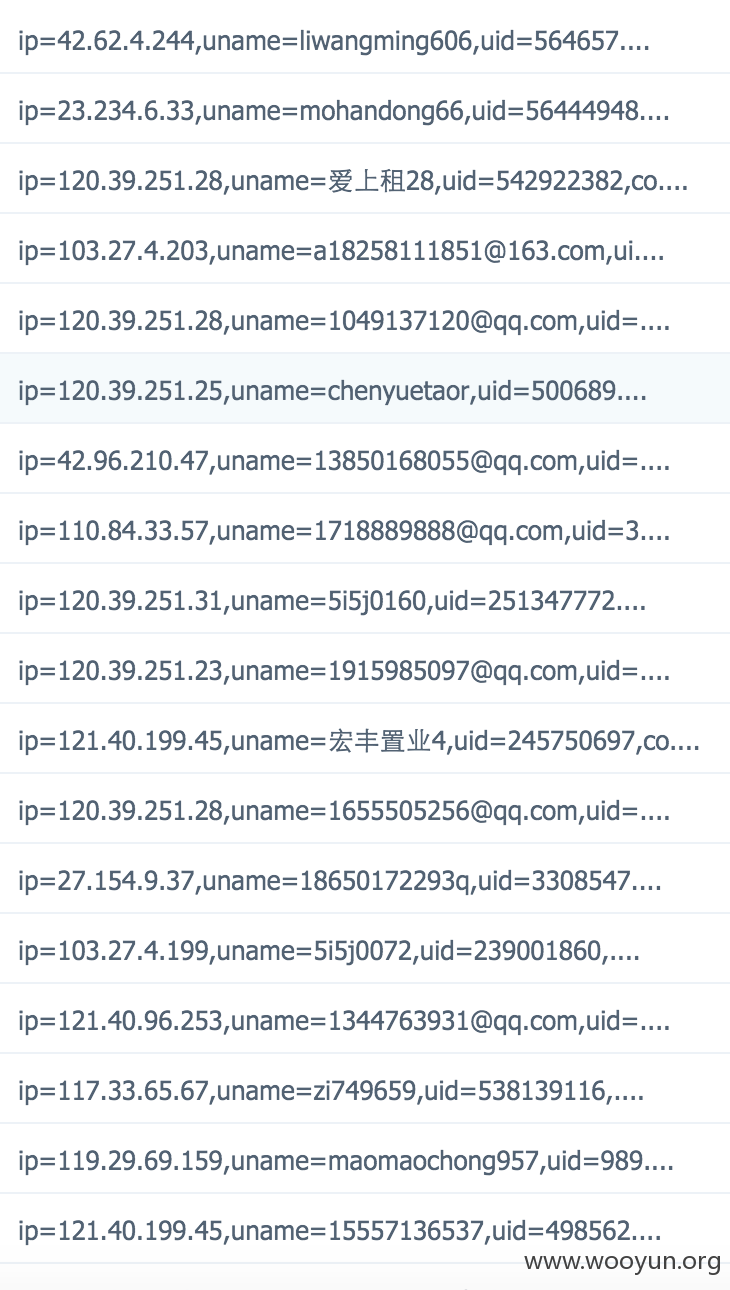 ip=42.62.4.244,uname=liwangming606,uid=564657....
ip=23.234.6.33,uname=mohandong66,uid=56444948....
ip=120.39.251.28,uname=爱上租28,uid=542922382,co....
ip=103.27.4.203,uname=a18258111851@163.com,ui....
ip=120.39.251.28,uname=1049137120@qq.com,uid=....
ip=120.39.251.25,uname=chenyuetaor,uid=500689....
ip=42.96.210.47,uname=13850168055@qq.com,uid=....
ip=110.84.33.57,uname=1718889888@qq.com,uid=3....
ip=120.39.251.31,uname=5i5j0160,uid=251347772....
ip=120.39.251.23,uname=1915985097@qq.com,uid=....
ip=121.40.199.45,uname=宏丰置业4,uid=245750697,co....
ip=120.39.251.28,uname=1655505256@qq.com,uid=....
ip=27.154.9.37,uname=18650172293q,uid=3308547....
ip=103.27.4.199,uname=5i5j0072,uid=239001860,....
ip=121.40.96.253,uname=1344763931@qq.com,uid=....
ip=117.33.65.67,uname=zi749659,uid=538139116,....
ip=119.29.69.159,uname=maomaochong957,uid=989....
ip=121.40.199.45,uname=15557136537,uid=498562....
www.wooyun.org